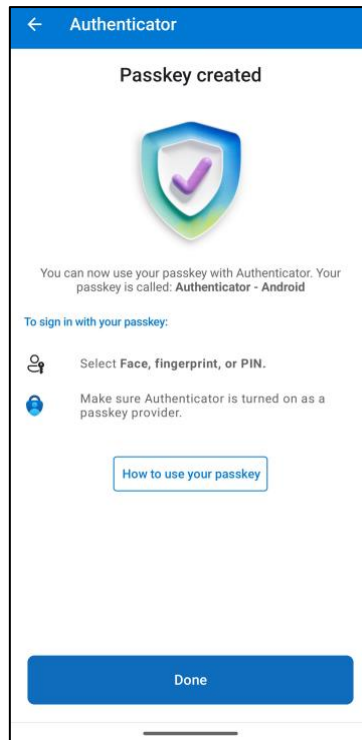 Authenticator
Passkey created
You can now use your passkey with Authenticator. Your
passkey is called: Authenticator - Android
To sign in with your passkey:
Select Face, fingerprint, or PIN.
Make sure Authenticator is turned on as a
passkey provider.
How to use your passkey
Done